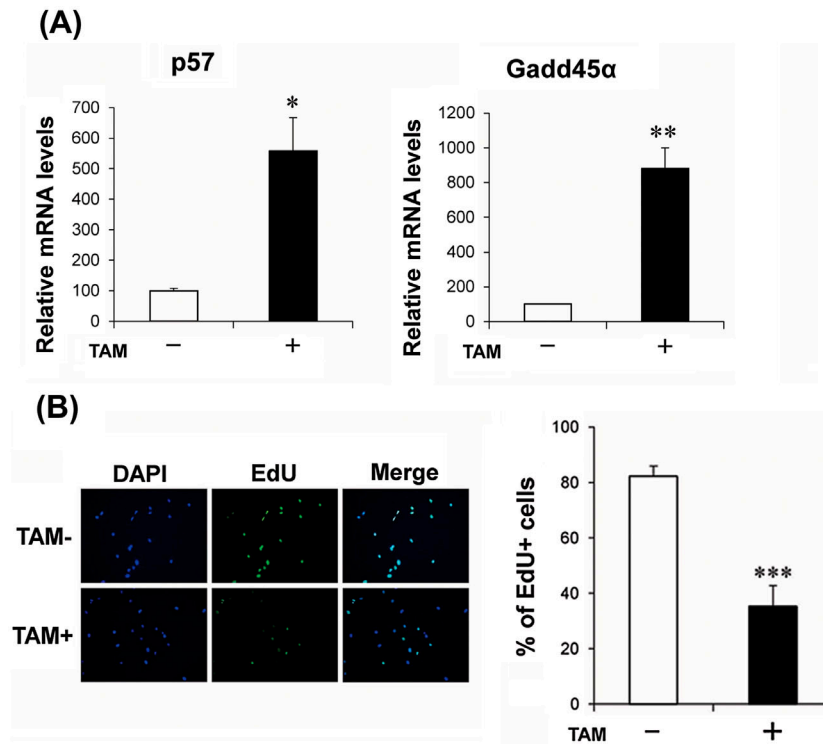 (A)
p57
Relative mRNA levels
700
600
500
400
300
200
100
0
*
TAM − +
Gadd45α
Relative mRNA levels
1200
1000
800
600
400
200
0
**
TAM − +
(B)
DAPI EdU Merge
TAM-
TAM+
% of EdU+ cells
100
80
60
40
20
0
***
TAM − +